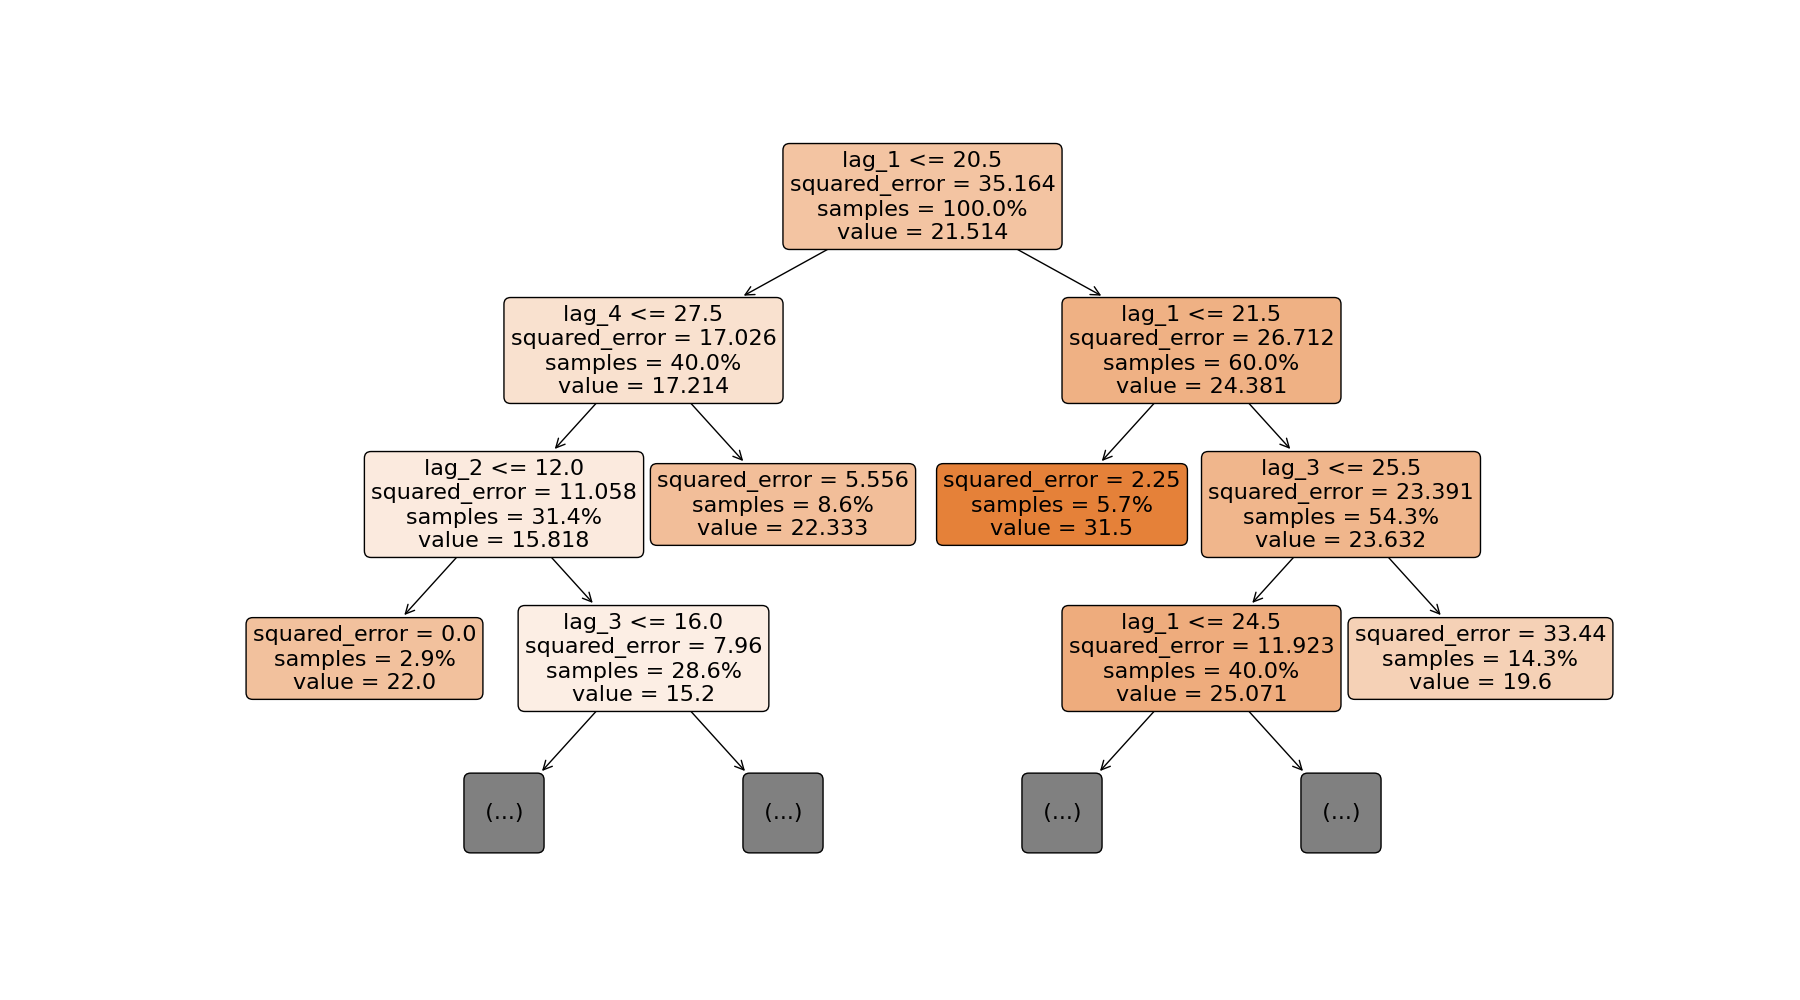 lag_1 <= 20.5
squared_error = 35.164
samples = 100.0%
value = 21.514
lag_4 <= 27.5
squared_error = 17.026
samples = 40.0%
value = 17.214
lag_1 <= 21.5
squared_error = 26.712
samples = 60.0%
value = 24.381
lag_2 <= 12.0
squared_error = 11.058
samples = 31.4%
value = 15.818
squared_error = 5.556
samples = 8.6%
value = 22.333
squared_error = 2.25
samples = 5.7%
value = 31.5
lag_3 <= 25.5
squared_error = 23.391
samples = 54.3%
value = 23.632
squared_error = 0.0
samples = 2.9%
value = 22.0
lag_3 <= 16.0
squared_error = 7.96
samples = 28.6%
value = 15.2
lag_1 <= 24.5
squared_error = 11.923
samples = 40.0%
value = 25.071
squared_error = 33.44
samples = 14.3%
value = 19.6
(...)
(...)
(...)
(...)